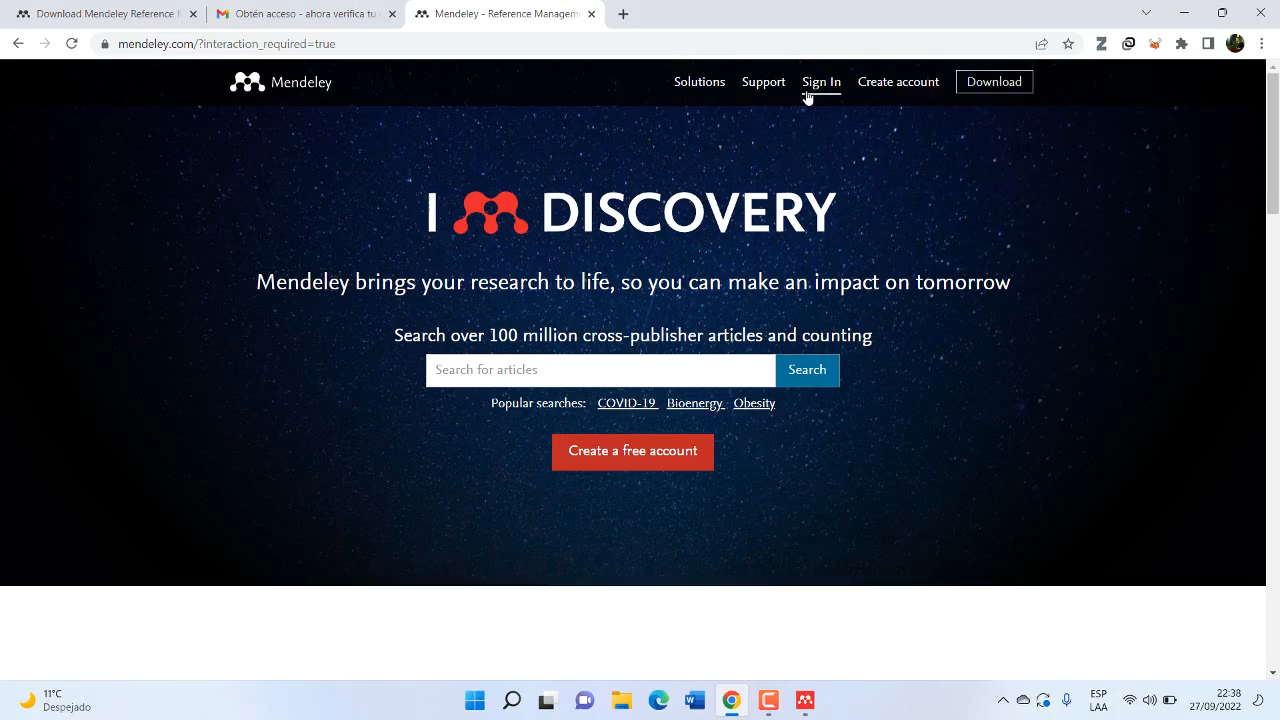 Download Mendeley Reference M
Obtén acceso - ahora verifica tu
Mendeley - Reference Managem
mendeley.com/?interaction_required=true
Mendeley
Solutions
Support
Sign In
Create account
Download
I DISCOVERY
Mendeley brings your research to life, so you can make an impact on tomorrow
Search over 100 million cross-publisher articles and counting
Search for articles
Search
Popular searches: COVID-19 Bioenergy Obesity
Create a free account
11°C
Despejado
ESP
LAA
22:38
27/09/2022